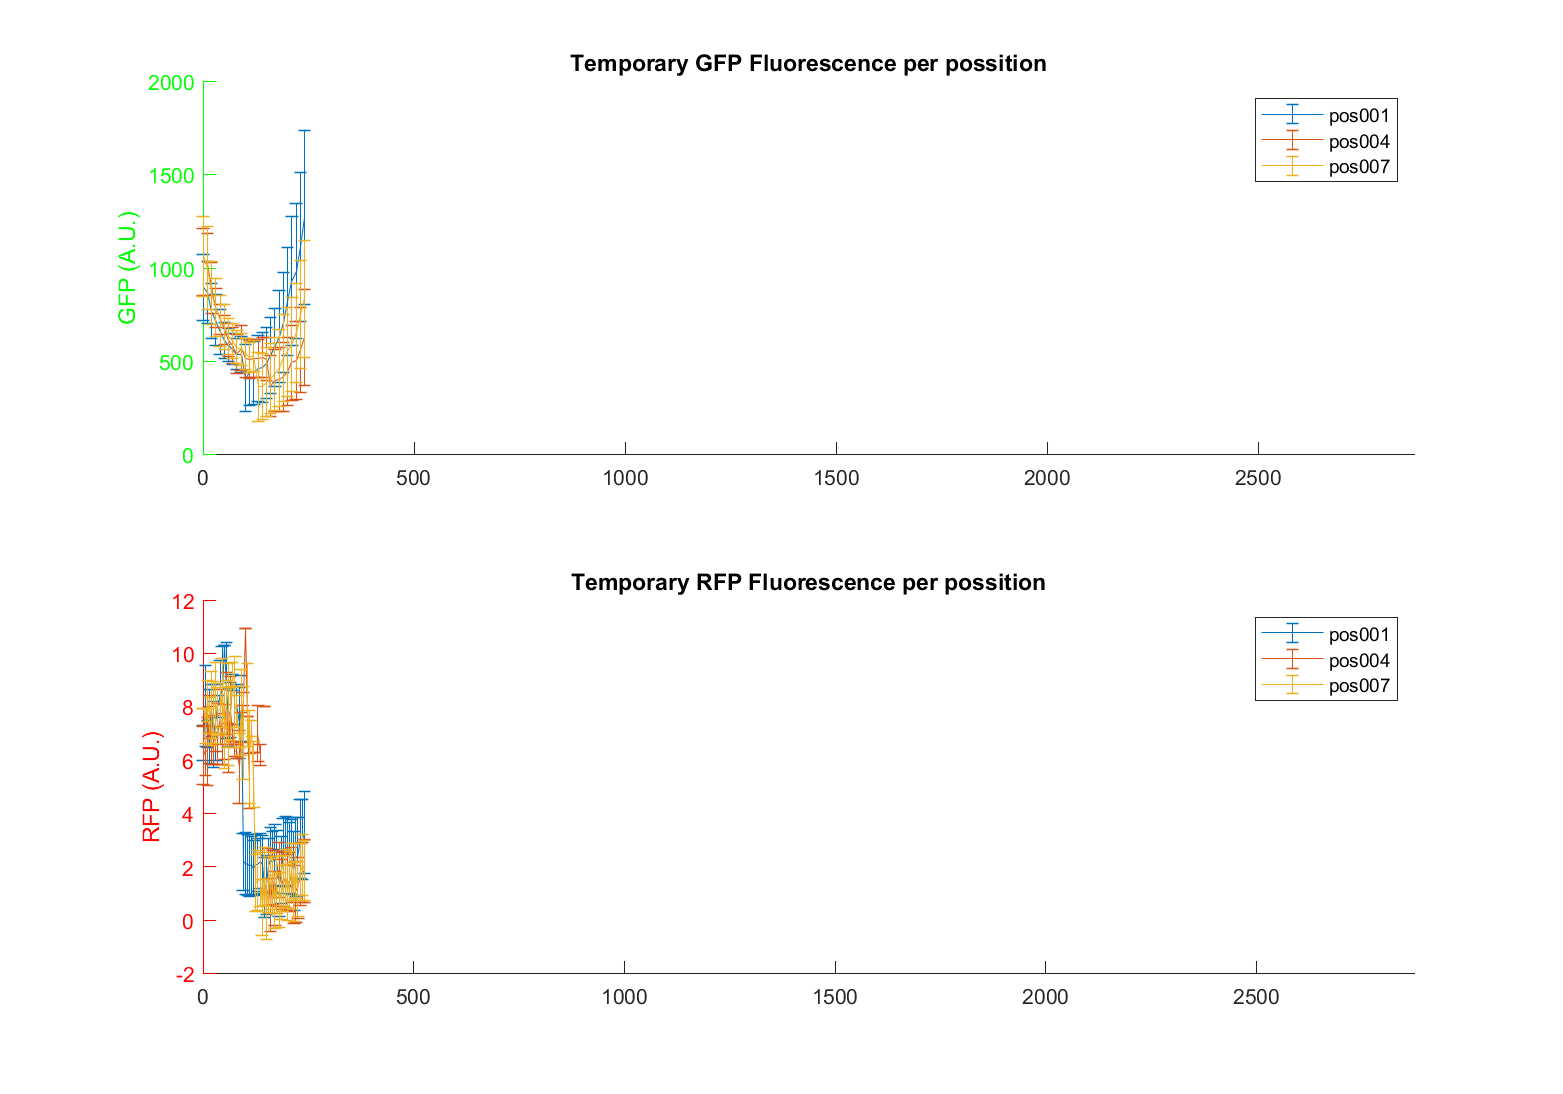 Temporary GFP Fluorescence per possition
2000
1500
1000
500
0
GFP (A.U.)
pos001
pos004
pos007
0 500 1000 1500 2000 2500
Temporary RFP Fluorescence per possition
12
10
8
6
4
2
0
-2
RFP (A.U.)
pos001
pos004
pos007
0 500 1000 1500 2000 2500